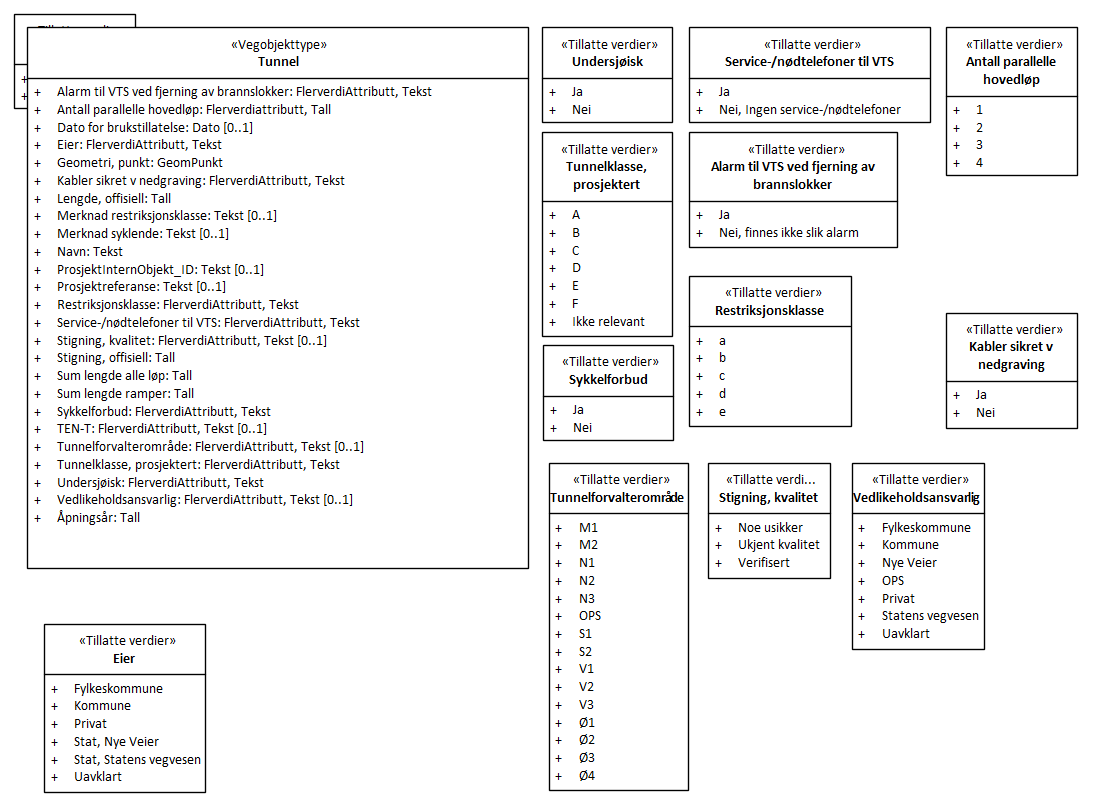 «Vegobjekttype»
Tunnel
+ Alarm til VTS ved fjerning av brannslokker: FlerverdiAttributt, Tekst
+ Antall parallelle hovedløp: Flerverdiattributt, Tall
+ Dato for brukstillatelse: Dato [0..1]
+ Eier: FlerverdiAttributt, Tekst
+ Geometri, punkt: GeomPunkt
+ Kabler sikret v nedgraving: FlerverdiAttributt, Tekst
+ Lengde, offisiell: Tall
+ Merknad restriksjonsklasse: Tekst [0..1]
+ Merknad syklende: Tekst [0..1]
+ Navn: Tekst
+ ProsjektInternObjekt_ID: Tekst [0..1]
+ Prosjektreferanse: Tekst [0..1]
+ Restriksjonsklasse: FlerverdiAttributt, Tekst
+ Service-/nødtelefoner til VTS: FlerverdiAttributt, Tekst
+ Stigning, kvalitet: FlerverdiAttributt, Tekst [0..1]
+ Stigning, offisiell: Tall
+ Sum lengde alle løp: Tall
+ Sum lengde ramper: Tall
+ Sykkelforbud: FlerverdiAttributt, Tekst
+ TEN-T: FlerverdiAttributt, Tekst [0..1]
+ Tunnelforvalterområde: FlerverdiAttributt, Tekst [0..1]
+ Tunnelklasse, prosjektert: FlerverdiAttributt, Tekst
+ Undersjøisk: FlerverdiAttributt, Tekst
+ Vedlikeholdsansvarlig: FlerverdiAttributt, Tekst [0..1]
+ Åpningsår: Tall
«Tillatte verdier»
Undersjøisk
+ Ja
+ Nei
«Tillatte verdier»
Service-/nødtelefoner til VTS
+ Ja
+ Nei, Ingen service-/nødtelefoner
«Tillatte verdier»
Antall parallelle
hovedløp
+ 1
+ 2
+ 3
+ 4
«Tillatte verdier»
Tunnelklasse,
prosjektert
+ A
+ B
+ C
+ D
+ E
+ F
+ Ikke relevant
«Tillatte verdier»
Alarm til VTS ved fjerning av
brannslokker
+ Ja
+ Nei, finnes ikke slik alarm
«Tillatte verdier»
Restriksjonsklasse
+ a
+ b
+ c
+ d
+ e
«Tillatte verdier»
Kabler sikret v
nedgraving
+ Ja
+ Nei
«Tillatte verdier»
Sykkelforbud
+ Ja
+ Nei
«Tillatte verdier»
Tunnelforvalterområde
+ M1
+ M2
+ N1
+ N2
+ N3
+ OPS
+ S1
+ S2
+ V1
+ V2
+ V3
+ Ø1
+ Ø2
+ Ø3
+ Ø4
«Tillatte verdi...
Stigning, kvalitet
+ Noe usikker
+ Ukjent kvalitet
+ Verifisert
«Tillatte verdier»
Vedlikeholdsansvarlig
+ Fylkeskommune
+ Kommune
+ Nye Veier
+ OPS
+ Privat
+ Statens vegvesen
+ Uavklart
«Tillatte verdier»
Eier
+ Fylkeskommune
+ Kommune
+ Privat
+ Stat, Nye Veier
+ Stat, Statens vegvesen
+ Uavklart